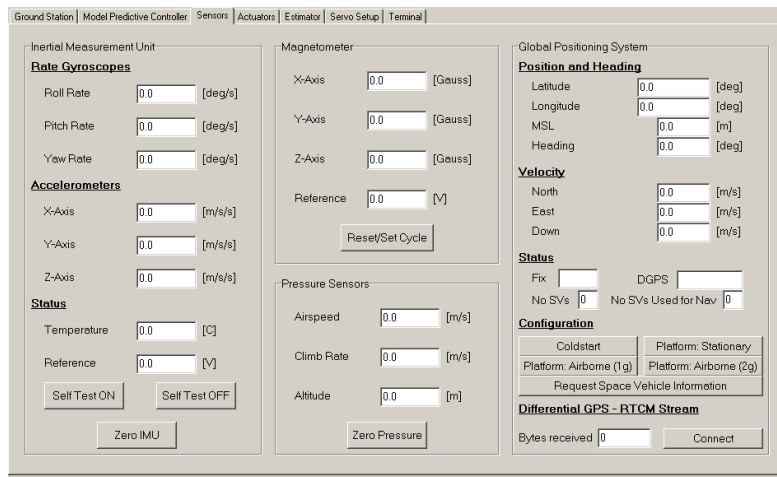 Ground Station Model Predictive Controller Sensors Actuators Estimator Servo Setup Terminal
Inertial Measurement Unit
Rate Gyroscopes
Roll Rate 0.0 [deg/s]
Pitch Rate 0.0 [deg/s]
Yaw Rate 0.0 [deg/s]
Accelerometers
X-Axis 0.0 [m/s/s]
Y-Axis 0.0 [m/s/s]
Z-Axis 0.0 [m/s/s]
Status
Temperature 0.0 [C]
Reference 0.0 [V]
Self Test ON Self Test OFF
Zero IMU
Magnetometer
X-Axis 0.0 [Gauss]
Y-Axis 0.0 [Gauss]
Z-Axis 0.0 [Gauss]
Reference 0.0 [V]
Reset/Set Cycle
Pressure Sensors
Airspeed 0.0 [m/s]
Climb Rate 0.0 [m/s]
Altitude 0.0 [m]
Zero Pressure
Global Positioning System
Position and Heading
Latitude 0.0 [deg]
Longitude 0.0 [deg]
MSL 0.0 [m]
Heading 0.0 [deg]
Velocity
North 0.0 [m/s]
East 0.0 [m/s]
Down 0.0 [m/s]
Status
Fix DGPS
No SVs 0 No SVs Used for Nav 0
Configuration
Coldstart Platform: Stationary
Platform: Airborne (1g) Platform: Airborne (2g)
Request Space Vehicle Information
Differential GPS - RTCM Stream
Bytes received 0 Connect